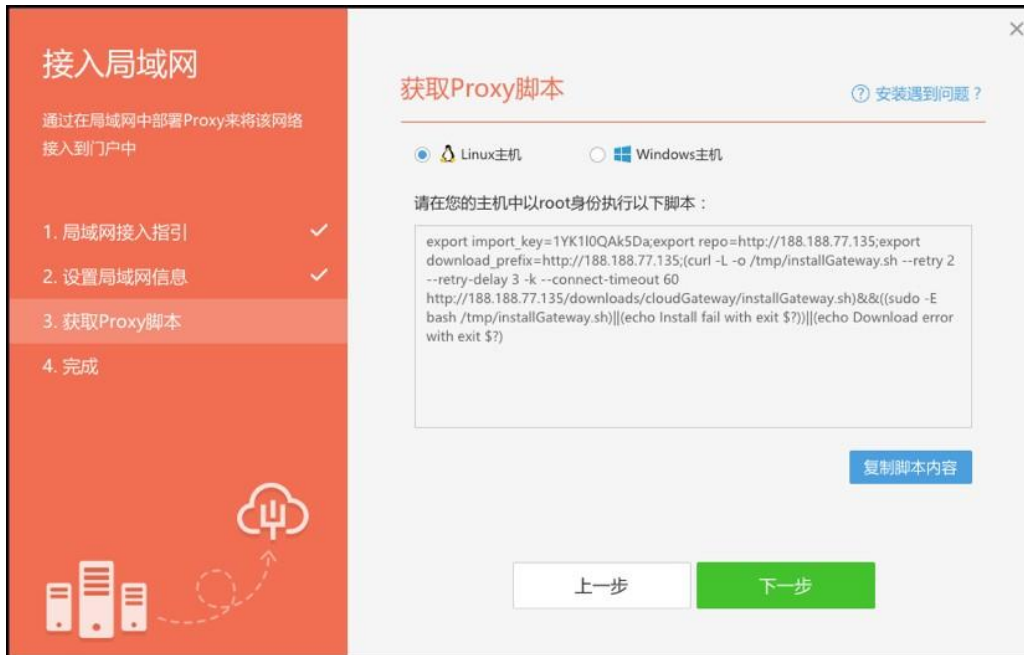 接入局域网
通过在局域网中部署Proxy来将该网络
接入到门户中
1. 局域网接入指引
2. 设置局域网信息
3. 获取Proxy脚本
4. 完成
获取Proxy脚本
安装遇到问题？
Linux主机
Windows主机
请在您的主机中以root身份执行以下脚本：
export import_key=1YK1l0QAk5Da;export repo=http://188.188.77.135;export
download_prefix=http://188.188.77.135;(curl -L -o /tmp/installGateway.sh --retry 2
--retry-delay 3 -k --connect-timeout 60
http://188.188.77.135/downloads/cloudGateway/installGateway.sh)&&((sudo -E
bash /tmp/installGateway.sh)||(echo Install fail with exit $?))||(echo Download error
with exit $?)
复制脚本内容
上一步
下一步